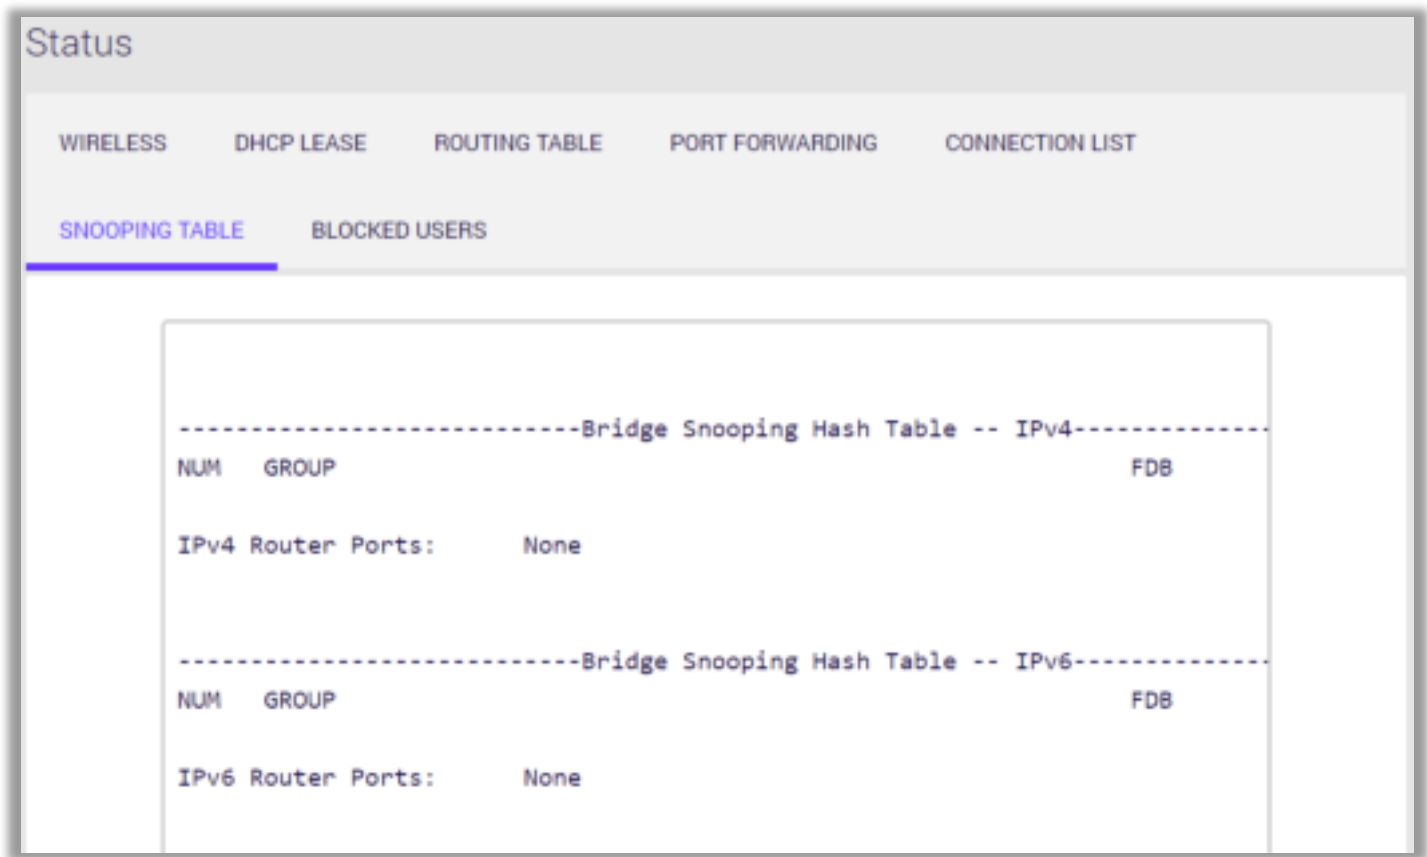 Status
WIRELESS DHCP LEASE ROUTING TABLE PORT FORWARDING CONNECTION LIST
SNOOPING TABLE BLOCKED USERS
----------------------------Bridge Snooping Hash Table -- IPv4--------------
NUM GROUP FDB
IPv4 Router Ports: None
----------------------------Bridge Snooping Hash Table -- IPv6--------------
NUM GROUP FDB
IPv6 Router Ports: None